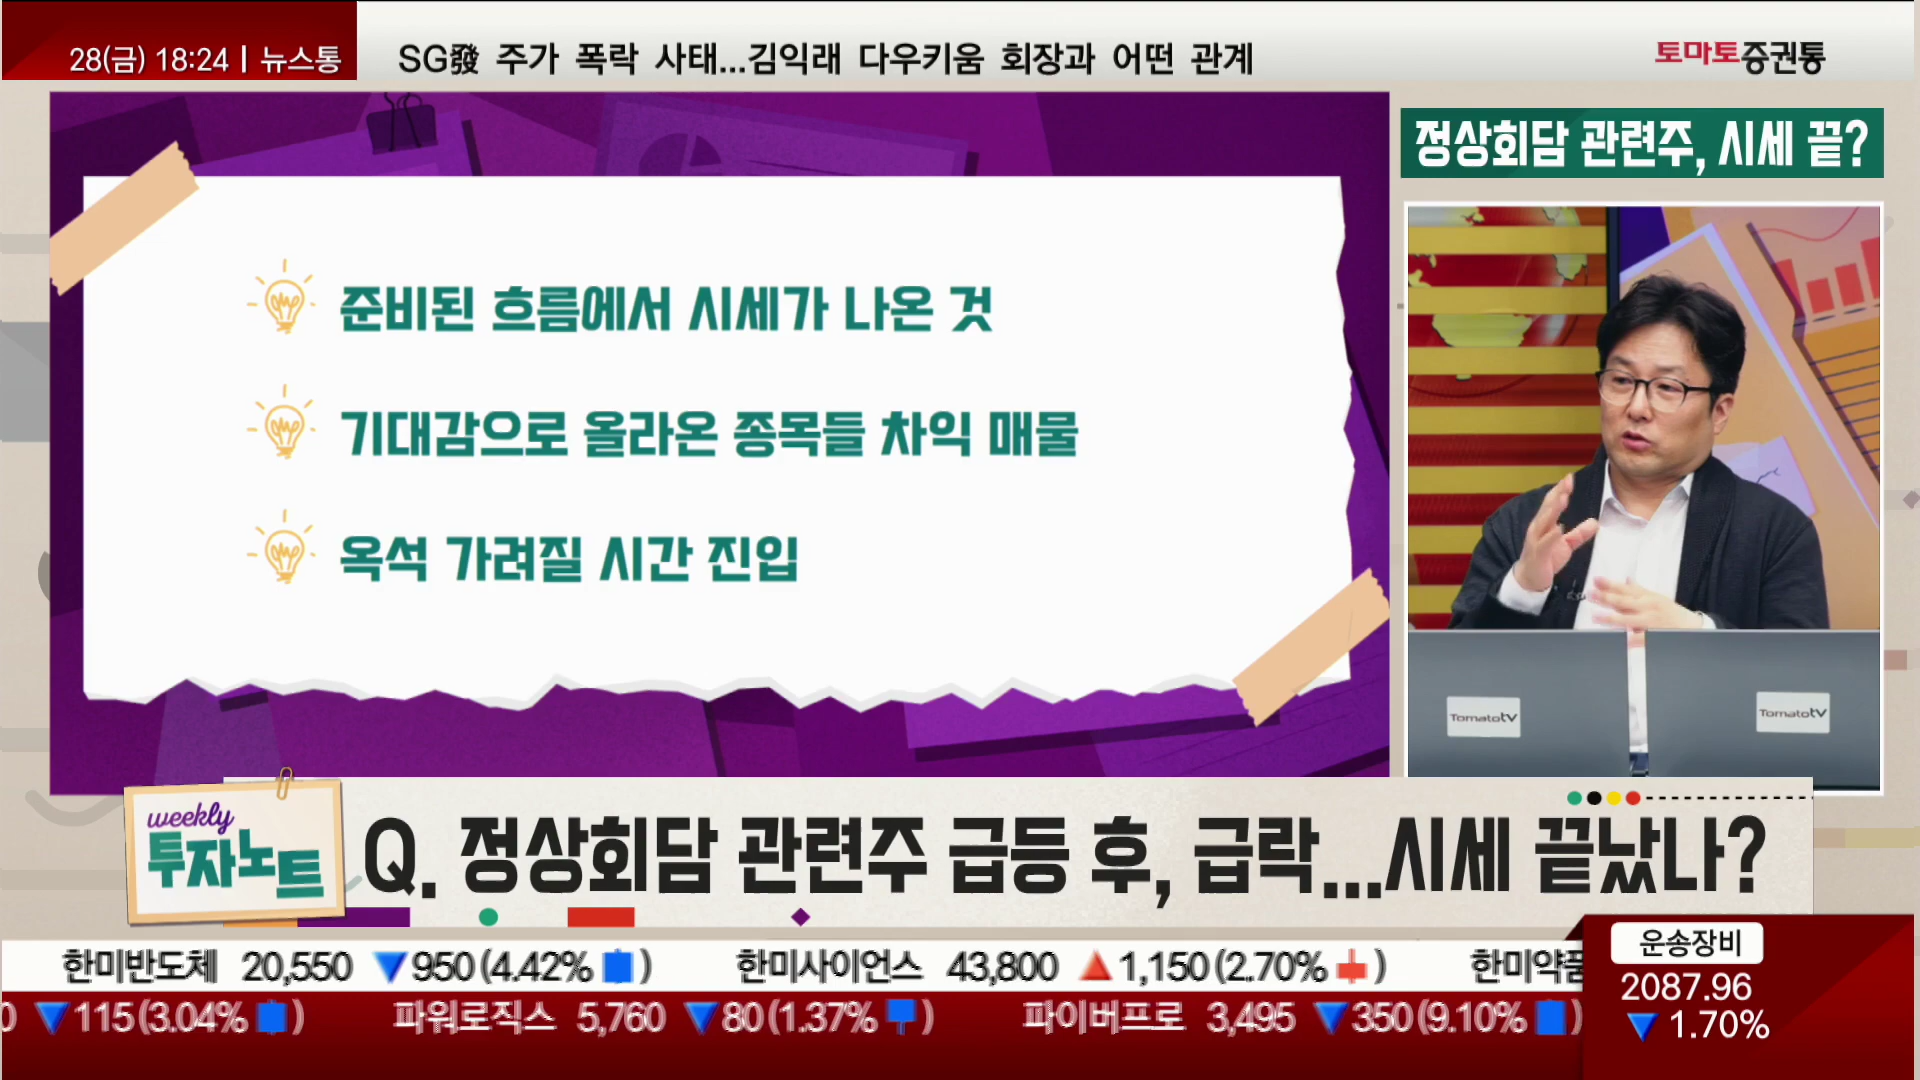 28(금) 18:24 | 뉴스통
SG發 주가 폭락 사태...김익래 다우키움 회장과 어떤 관계
토마토증권통
정상회담 관련주, 시세 끝?
준비된 흐름에서 시세가 나온 것
기대감으로 올라온 종목들 차익 매물
옥석 가려질 시간 진입
TomatoTV
TomatoTV
weekly
투자노트
Q. 정상회담 관련주 급등 후, 급락...시세 끝났나?
한미반도체 20,550 ▼950(4.42% ) 한미사이언스 43,800 ▲1,150(2.70% ) 한미약품
0 ▼115(3.04% ) 파워로직스 5,760 ▼80(1.37% ) 파이버프로 3,495 ▼350(9.10% )
운송장비
2087.96
▼ 1.70%